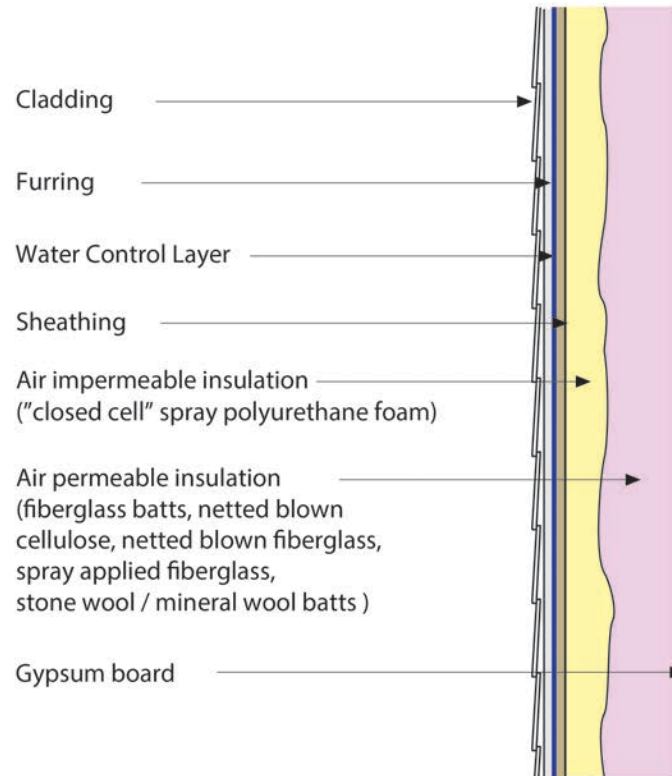 Cladding
Furring
Water Control Layer
Sheathing
Air impermeable insulation
("closed cell" spray polyurethane foam)
Air permeable insulation
(fiberglass batts, netted blown
cellulose, netted blown fiberglass,
spray applied fiberglass,
stone wool / mineral wool batts )
Gypsum board